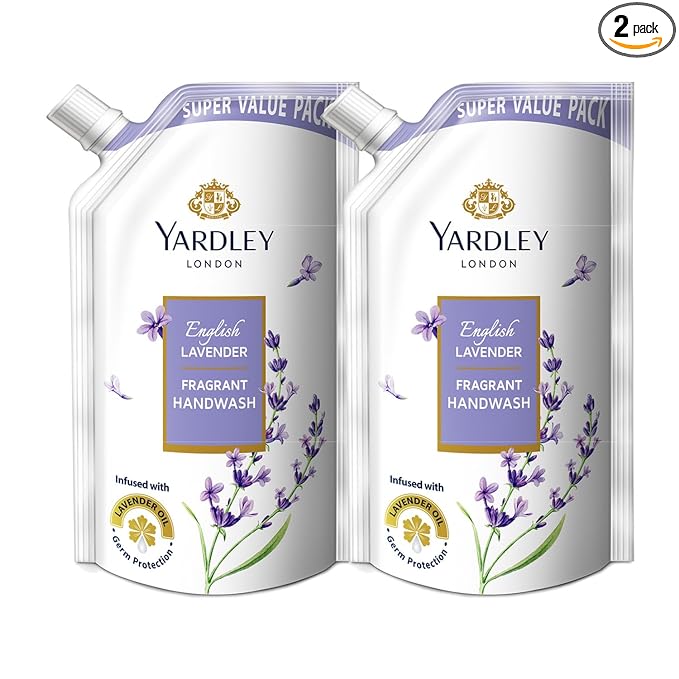 2 pack
SUPER VALUE PACK
YARDLEY
LONDON
English
LAVENDER
FRAGRANT
HANDWASH
Infused with
LAVENDER OIL
Germ Protection
SUPER VALUE PACK
YARDLEY
LONDON
English
LAVENDER
FRAGRANT
HANDWASH
Infused with
LAVENDER OIL
Germ Protection